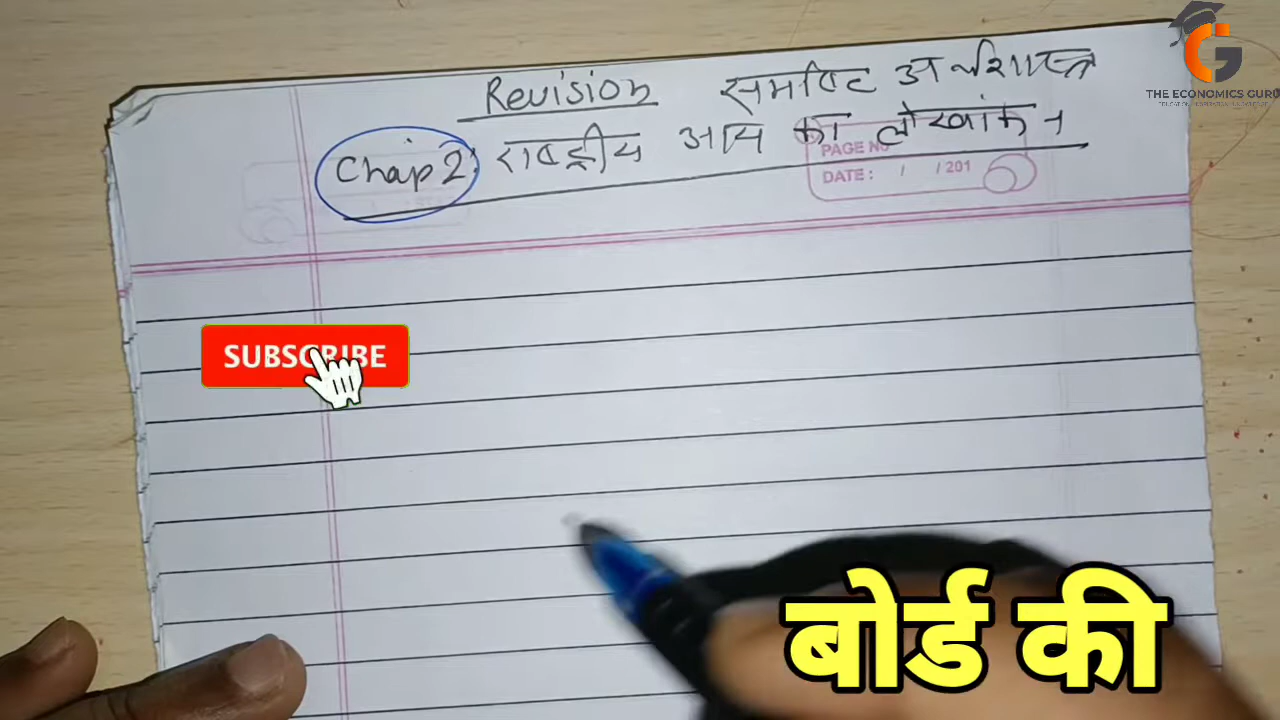 Revision समष्टि अर्थशास्त्र
Chap 2: राष्ट्रीय आय का लेखांकन
PAGE No
DATE: / / 201
THE ECONOMICS GURU
SUBSCRIBE
बोर्ड की